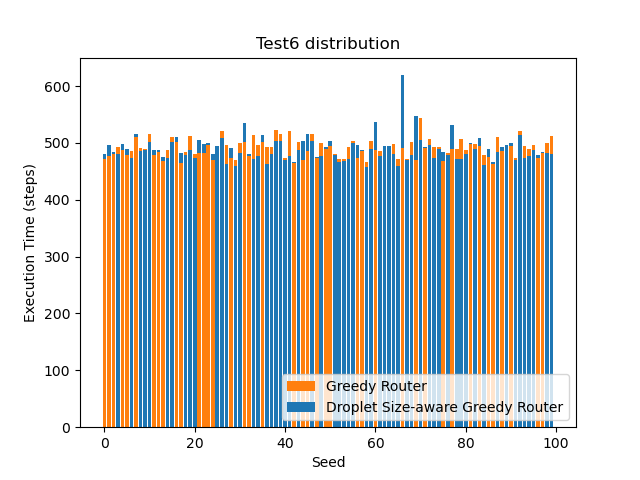 Test6 distribution
Execution Time (steps)
600
500
400
300
200
100
0
0 20 40 60 80 100
Seed
Greedy Router
Droplet Size-aware Greedy Router